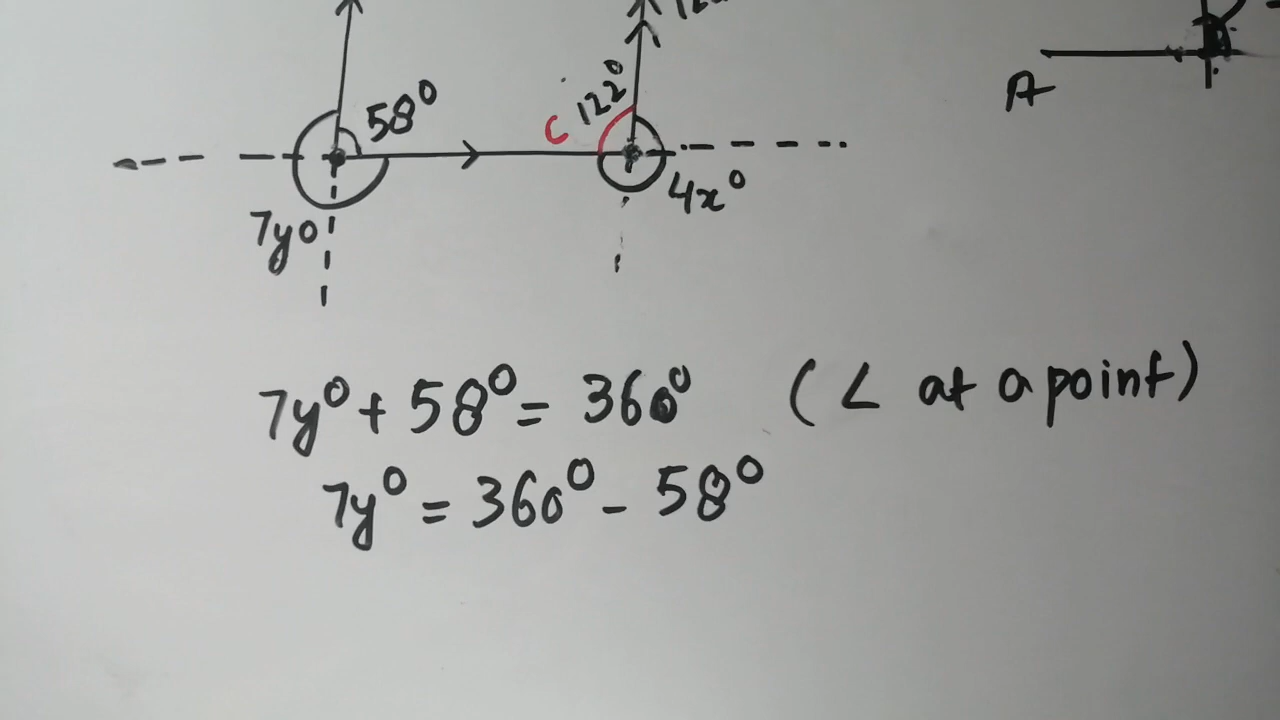 58°
C 122°
A
7y°
4x°
7y° + 58° = 360° (∠ at a point)
7y° = 360° - 58°